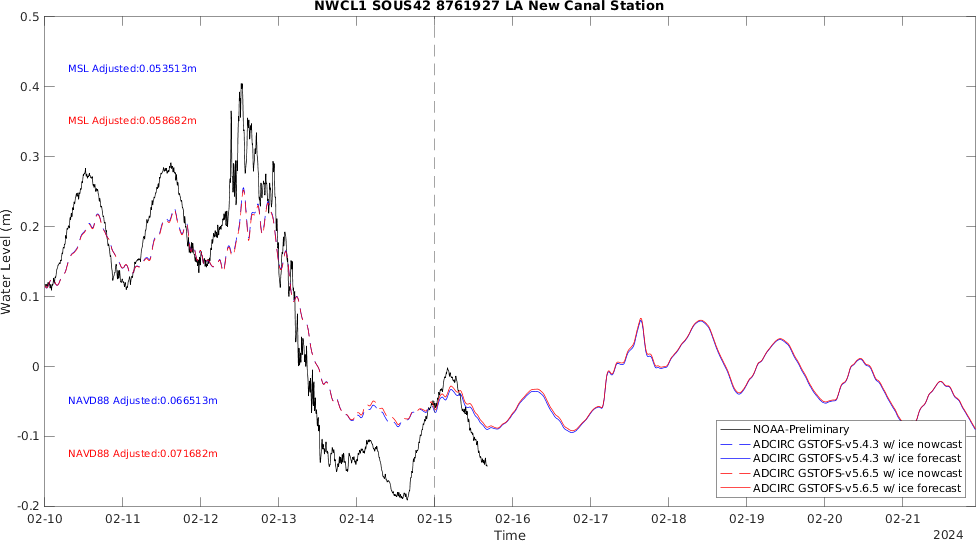 NWCL1 SOUS42 8761927 LA New Canal Station
Water Level (m)
0.5
0.4
0.3
0.2
0.1
0
-0.1
-0.2
MSL Adjusted:0.053513m
MSL Adjusted:0.058682m
NAVD88 Adjusted:0.066513m
NAVD88 Adjusted:0.071682m
NOAA-Preliminary
ADCIRC GSTOFS-v5.4.3 w/ ice nowcast
ADCIRC GSTOFS-v5.4.3 w/ ice forecast
ADCIRC GSTOFS-v5.6.5 w/ ice nowcast
ADCIRC GSTOFS-v5.6.5 w/ ice forecast
02-10 02-11 02-12 02-13 02-14 02-15 02-16 02-17 02-18 02-19 02-20 02-21
Time
2024